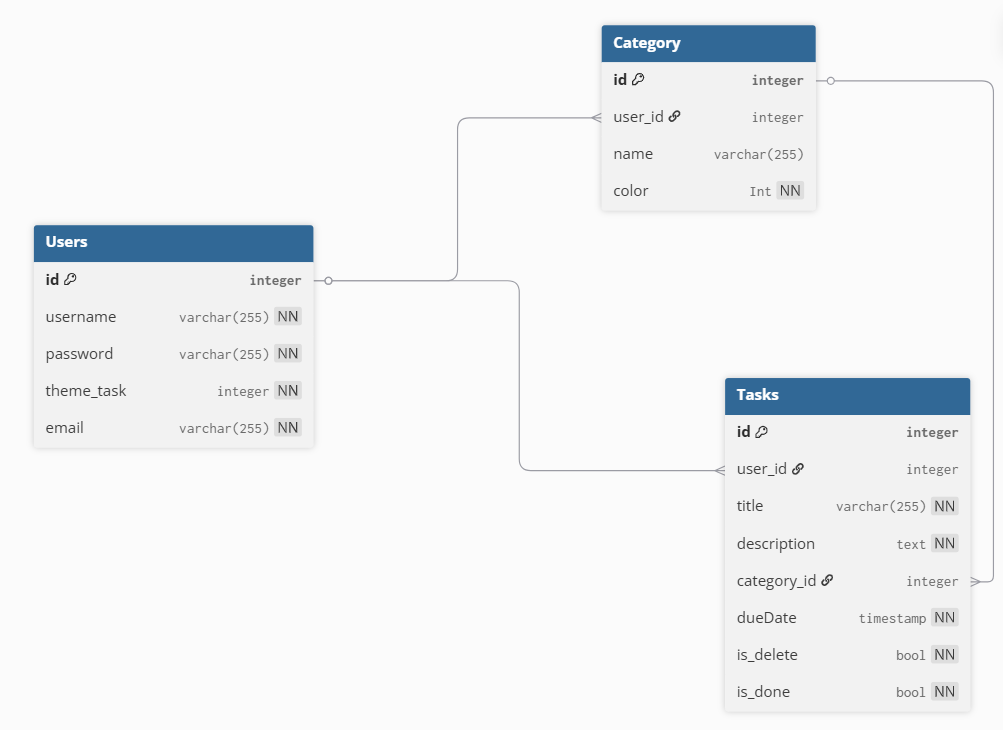 Category
id integer
user_id integer
name varchar(255)
color Int NN
Users
id integer
username varchar(255) NN
password varchar(255) NN
theme_task integer NN
email varchar(255) NN
Tasks
id integer
user_id integer
title varchar(255) NN
description text NN
category_id integer
dueDate timestamp NN
is_delete bool NN
is_done bool NN